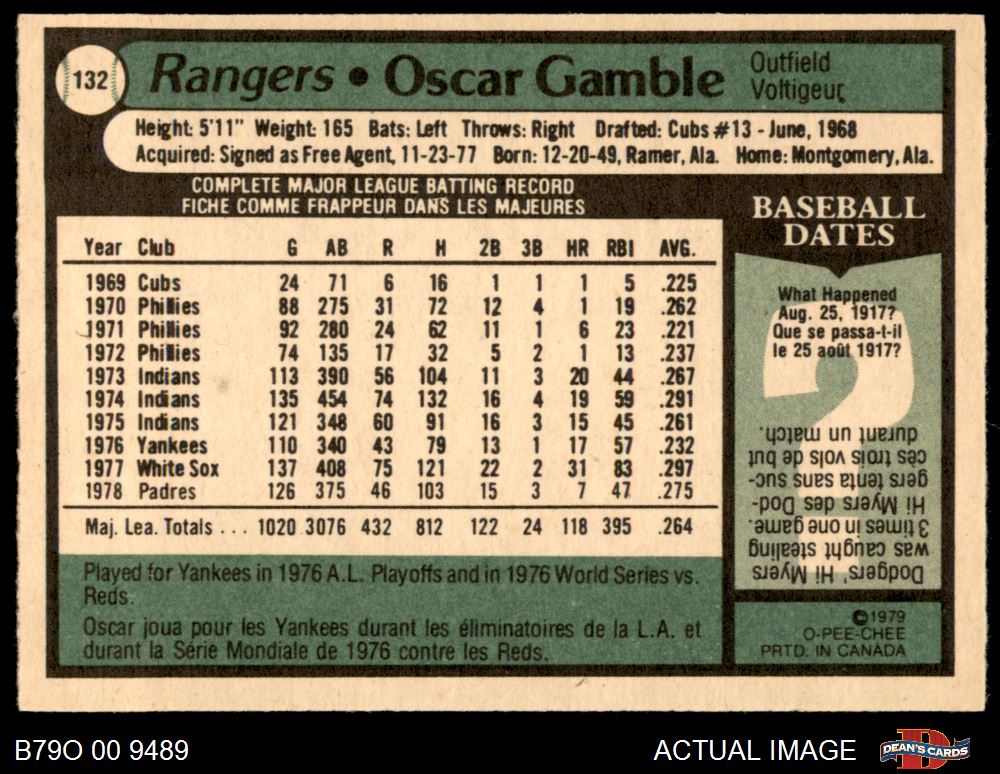 132
Rangers • Oscar Gamble
Outfield
Voltigeur
Height: 5'11" Weight: 165 Bats: Left Throws: Right Drafted: Cubs #13 - June, 1968
Acquired: Signed as Free Agent, 11-23-77 Born: 12-20-49, Ramer, Ala. Home: Montgomery, Ala.
COMPLETE MAJOR LEAGUE BATTING RECORD
FICHE COMME FRAPPEUR DANS LES MAJEURES
Year Club G AB R H 2B 3B HR RBI AVG.
1969 Cubs 24 71 6 16 1 1 1 5 .225
1970 Phillies 88 275 31 72 12 4 1 19 .262
1971 Phillies 92 280 24 62 11 1 6 23 .221
1972 Phillies 74 135 17 32 5 2 1 13 .237
1973 Indians 113 390 56 104 11 3 20 44 .267
1974 Indians 135 454 74 132 16 4 19 59 .291
1975 Indians 121 348 60 91 16 3 15 45 .261
1976 Yankees 110 340 43 79 13 1 17 57 .232
1977 White Sox 137 408 75 121 22 2 31 83 .297
1978 Padres 126 375 46 103 15 3 7 47 .275
Maj. Lea. Totals ... 1020 3076 432 812 122 24 118 395 .264
Played for Yankees in 1976 A.L. Playoffs and in 1976 World Series vs.
Reds.
Oscar joua pour les Yankees durant les éliminatoires de la L.A. et
durant la Série Mondiale de 1976 contre les Reds.
BASEBALL
DATES
What Happened
Aug. 25, 1917?
Que se passa-t-il
le 25 août 1917?
Dodgers' Hi Myers
was caught stealing
3 times in one game.
Hi Myers des Dod-
gers tenta sans suc-
ces trois vols de but
durant un match.
©1979
O-PEE-CHEE
PRTD. IN CANADA
B79O 00 9489
ACTUAL IMAGE
DEAN'S CARDS